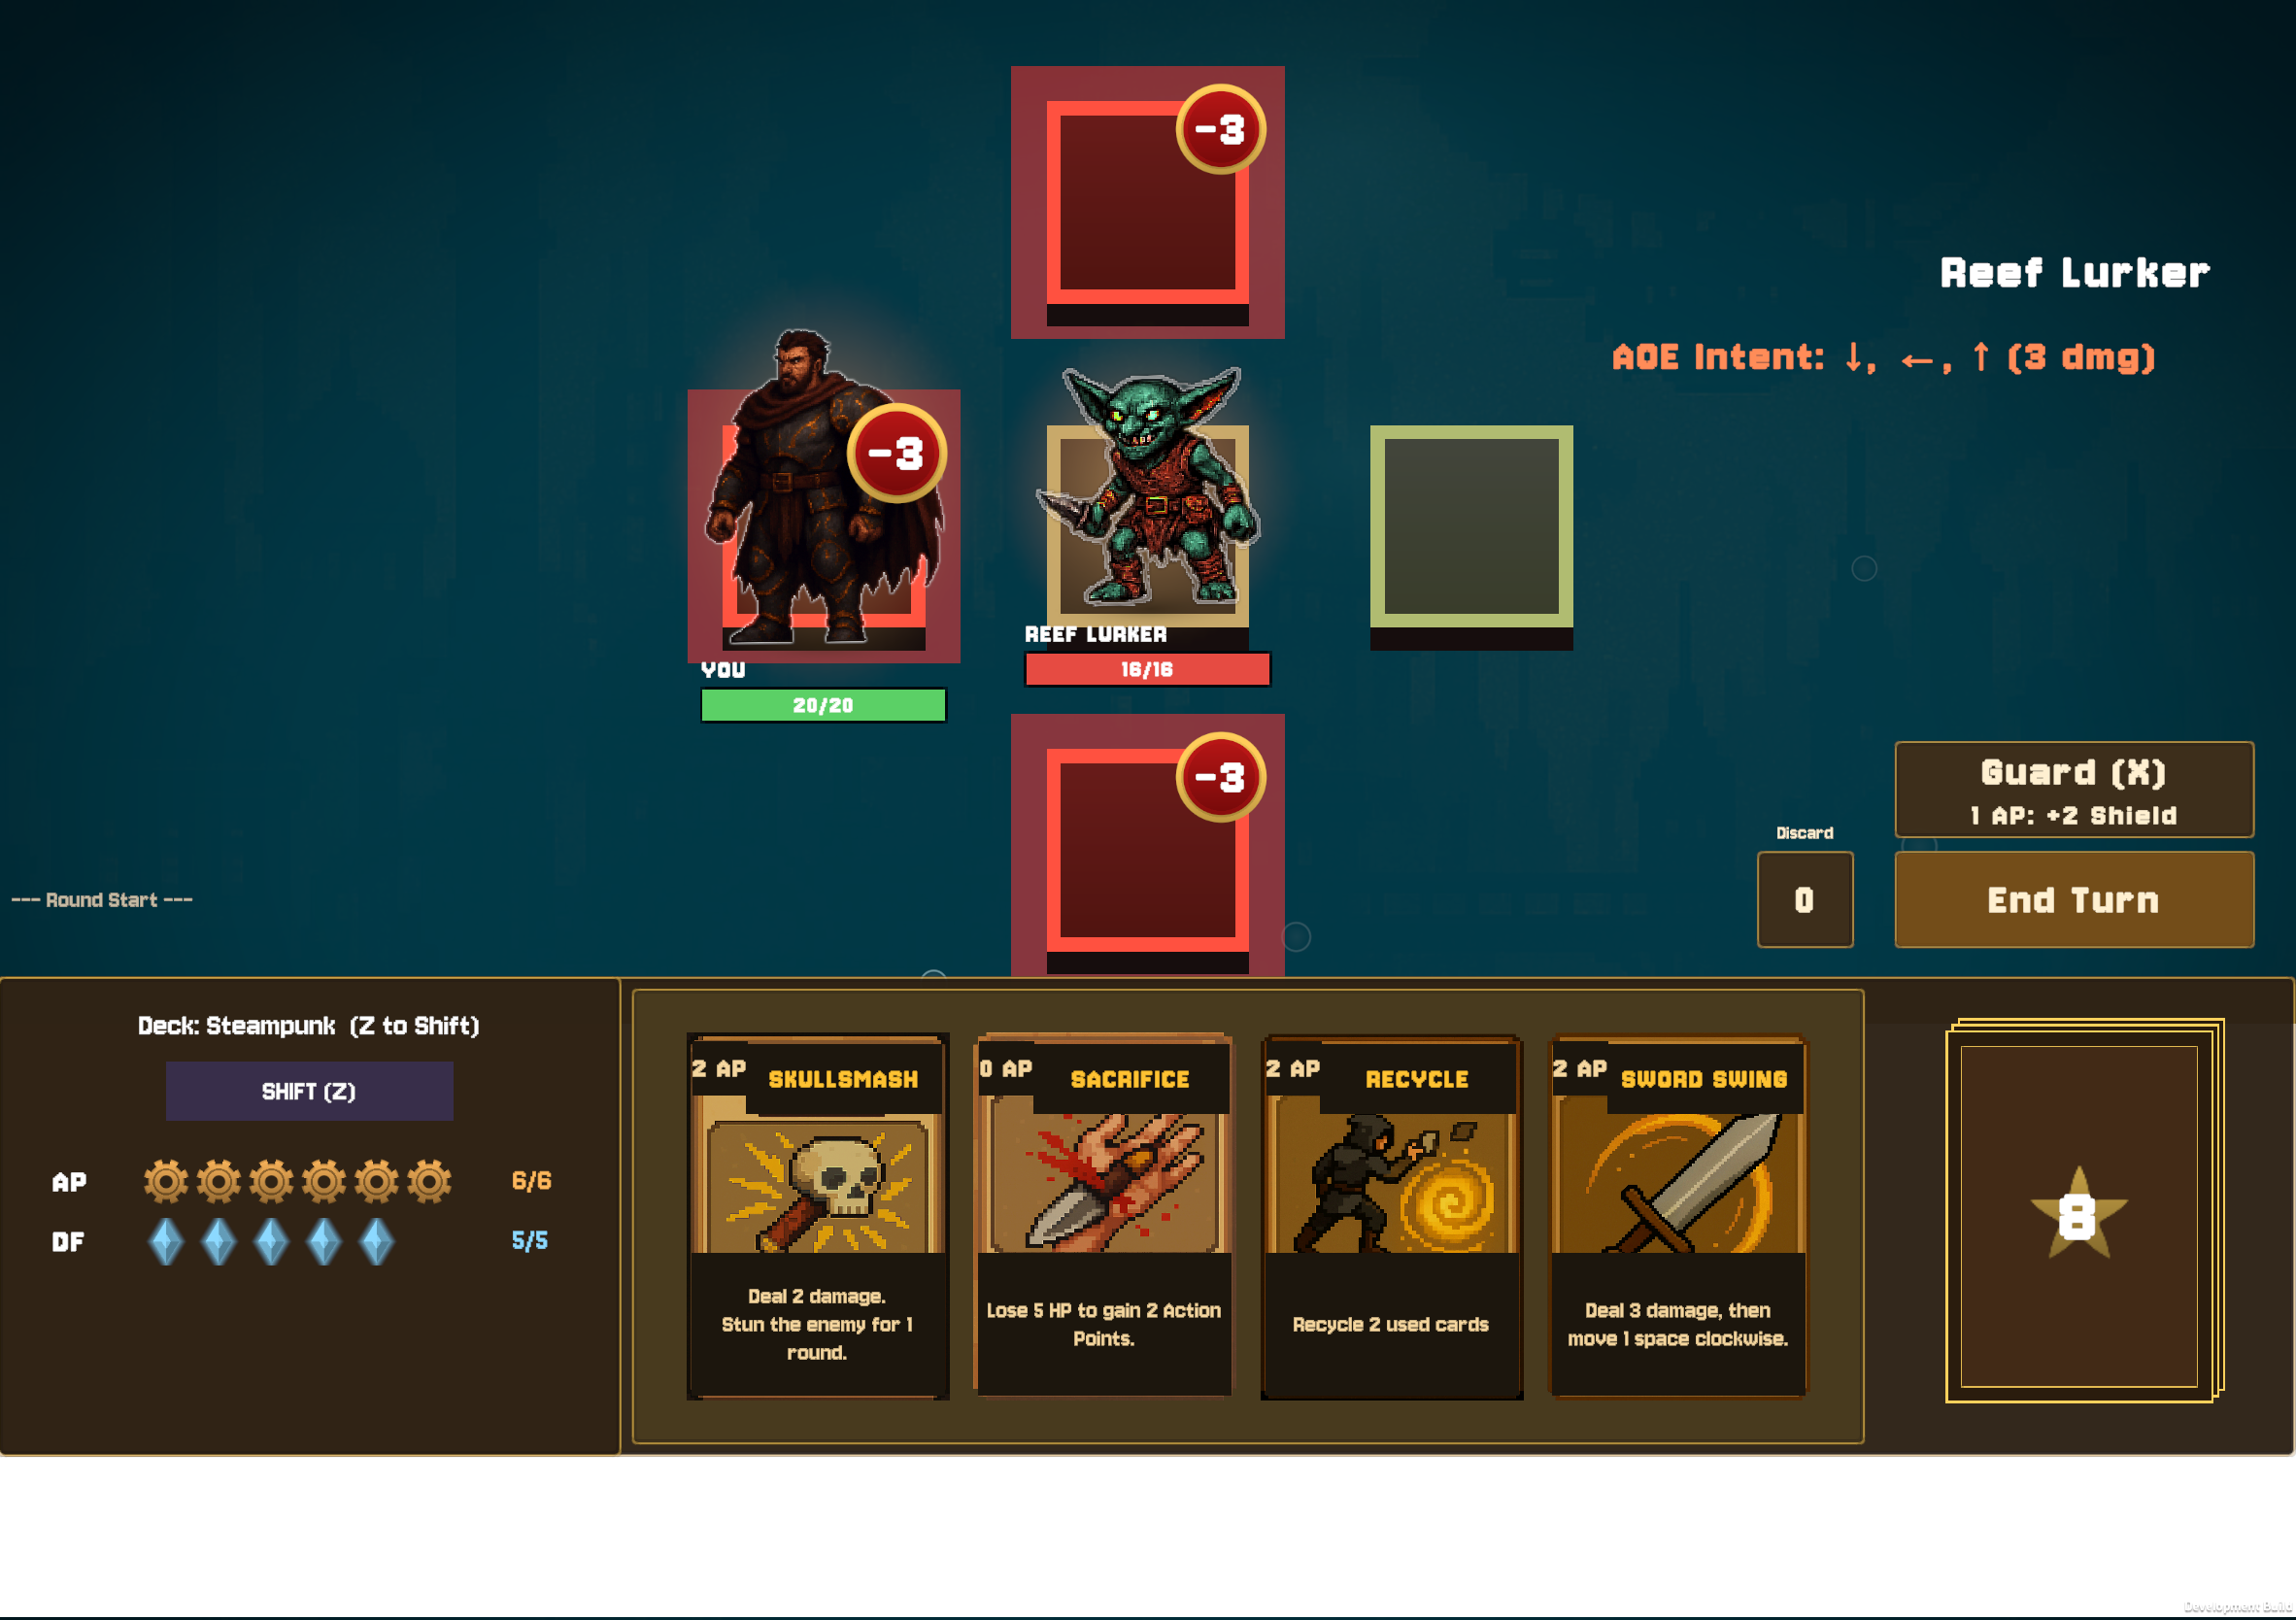 -3
Reef Lurker
AOE Intent: ↓, ←, ↑ (3 dmg)
-3
REEF LURKER
16/16
YOU
20/20
-3
Guard (X)
1 AP: +2 Shield
Discard
0
End Turn
--- Round Start ---
Deck: Steampunk (Z to Shift)
SHIFT (Z)
AP
6/6
DF
5/5
2 AP
SKULLSMASH
Deal 2 damage.
Stun the enemy for 1
round.
0 AP
SACRIFICE
Lose 5 HP to gain 2 Action
Points.
2 AP
RECYCLE
Recycle 2 used cards
2 AP
SWORD SWING
Deal 3 damage, then
move 1 space clockwise.
8
Development Build